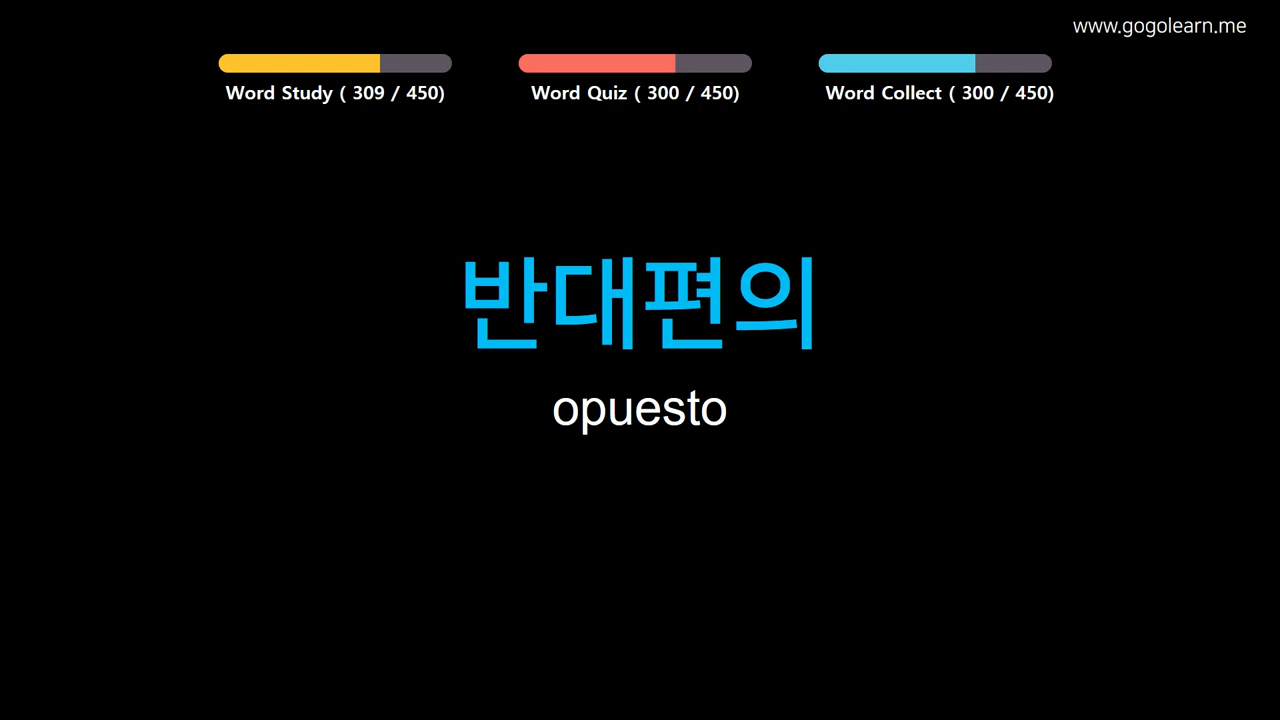 www.gogolearn.me
Word Study ( 309 / 450)
Word Quiz ( 300 / 450)
Word Collect ( 300 / 450)
반대편의
opuesto